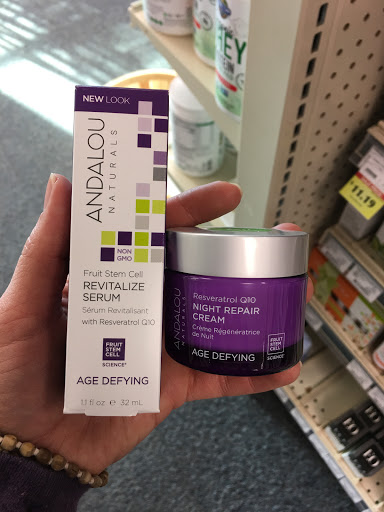 NEW LOOK
ANDALOU
NATURALS
NON
GMO
Fruit Stem Cell
REVITALIZE
SERUM
Sérum Revitalisant
with Resveratrol Q10
FRUIT
STEM
CELL
SCIENCE®
AGE DEFYING
1.1 fl oz ℮ 32 mL
ANDALOU
NATURALS
Resveratrol Q10
NIGHT REPAIR
CREAM
Crème Régénératrice
de Nuit
FRUIT
STEM
CELL
SCIENCE®
AGE DEFYING
$11.19